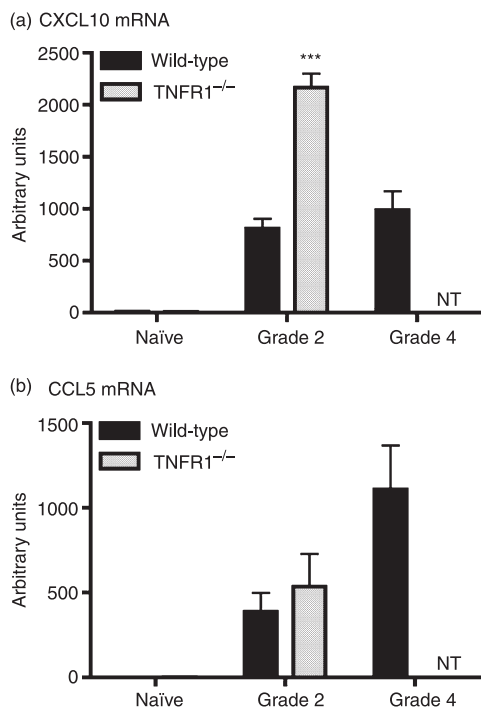 (a) CXCL10 mRNA
Wild-type
TNFR1−/−
***
Arbitrary units
2500
2000
1500
1000
500
0
NT
Naïve Grade 2 Grade 4
(b) CCL5 mRNA
Wild-type
TNFR1−/−
Arbitrary units
1500
1000
500
0
NT
Naïve Grade 2 Grade 4